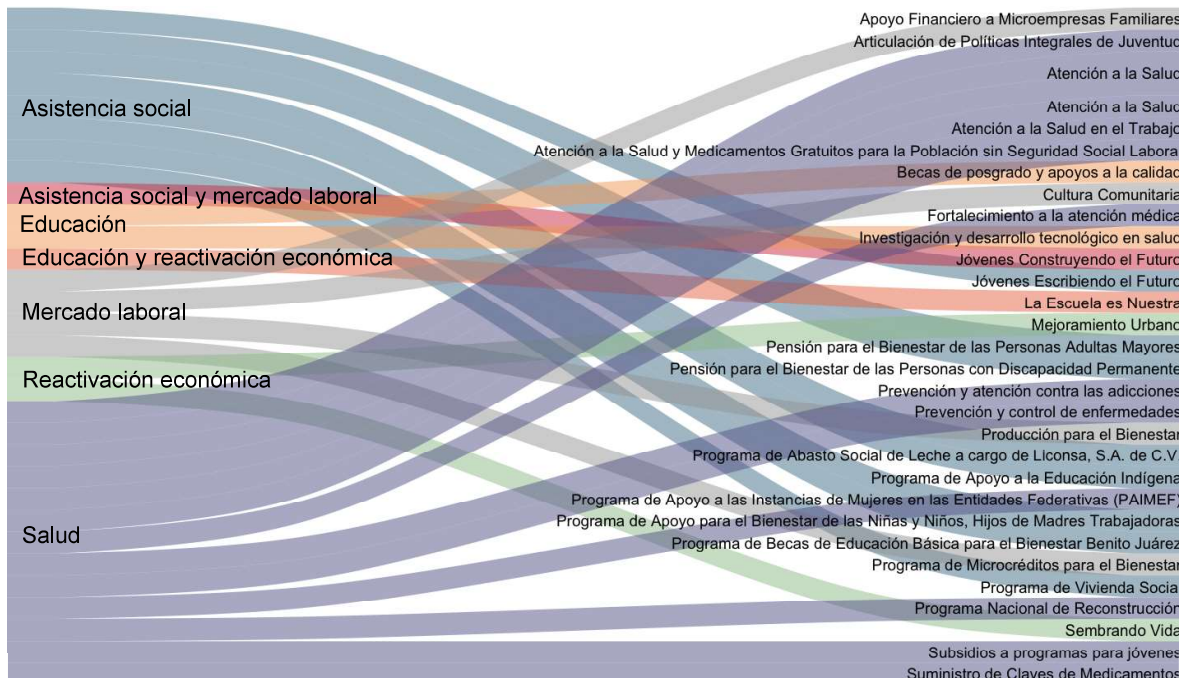 Asistencia social
Asistencia social y mercado laboral
Educación
Educación y reactivación económica
Mercado laboral
Reactivación económica
Salud
Apoyo Financiero a Microempresas Familiares
Articulación de Políticas Integrales de Juventud
Atención a la Salud
Atención a la Salud
Atención a la Salud en el Trabajo
Atención a la Salud y Medicamentos Gratuitos para la Población sin Seguridad Social Labora
Becas de posgrado y apoyos a la calidad
Cultura Comunitaria
Fortalecimiento a la atención médica
Investigación y desarrollo tecnológico en salud
Jóvenes Construyendo el Futuro
Jóvenes Escribiendo el Futuro
La Escuela es Nuestra
Mejoramiento Urbano
Pensión para el Bienestar de las Personas Adultas Mayores
Pensión para el Bienestar de las Personas con Discapacidad Permanente
Prevención y atención contra las adicciones
Prevención y control de enfermedades
Producción para el Bienestar
Programa de Abasto Social de Leche a cargo de Liconsa, S.A. de C.V.
Programa de Apoyo a la Educación Indígena
Programa de Apoyo a las Instancias de Mujeres en las Entidades Federativas (PAIMEF)
Programa de Apoyo para el Bienestar de las Niñas y Niños, Hijos de Madres Trabajadoras
Programa de Becas de Educación Básica para el Bienestar Benito Juárez
Programa de Microcréditos para el Bienestar
Programa de Vivienda Social
Programa Nacional de Reconstrucción
Sembrando Vida
Subsidios a programas para jóvenes
Suministro de Claves de Medicamentos